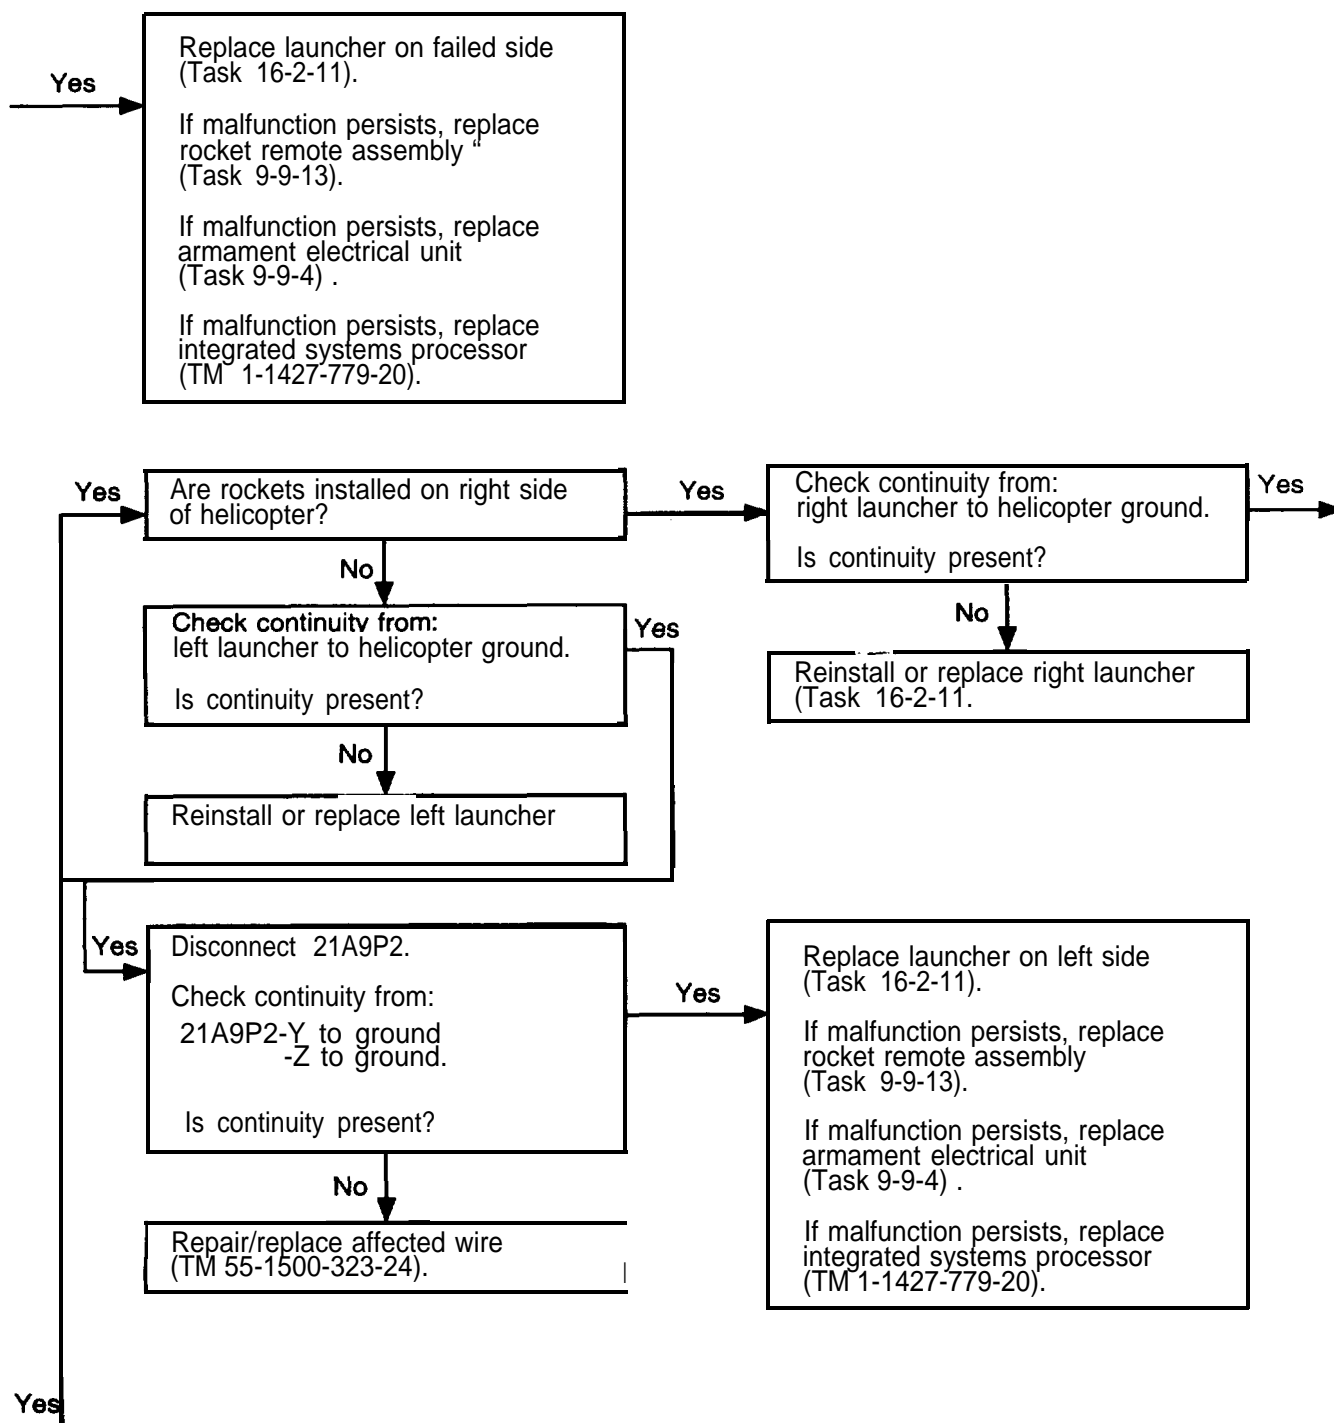 Yes
Replace launcher on failed side
(Task 16-2-11).
If malfunction persists, replace
rocket remote assembly “
(Task 9-9-13).
If malfunction persists, replace
armament electrical unit
(Task 9-9-4) .
If malfunction persists, replace
integrated systems processor
(TM 1-1427-779-20).
Yes
Are rockets installed on right side
of helicopter?
Yes
Check continuity from:
right launcher to helicopter ground.
Is continuity present?
Yes
No
No
Check continuity from:
left launcher to helicopter ground.
Is continuity present?
Yes
Reinstall or replace right launcher
(Task 16-2-11.
No
Reinstall or replace left launcher
Yes
Disconnect 21A9P2.
Check continuity from:
21A9P2-Y to ground
-Z to ground.
Is continuity present?
Yes
Replace launcher on left side
(Task 16-2-11).
If malfunction persists, replace
rocket remote assembly
(Task 9-9-13).
If malfunction persists, replace
armament electrical unit
(Task 9-9-4) .
If malfunction persists, replace
integrated systems processor
(TM 1-1427-779-20).
No
Repair/replace affected wire
(TM 55-1500-323-24).
Yes